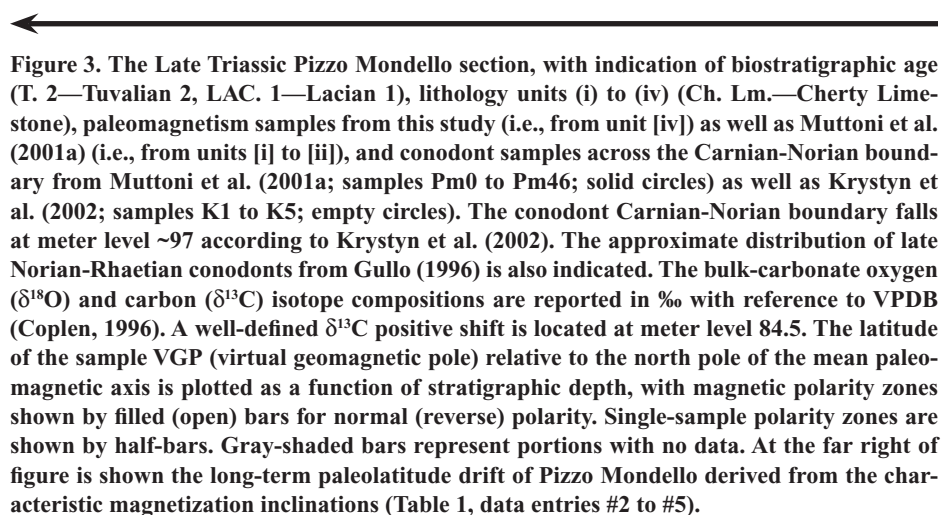 Figure 3. The Late Triassic Pizzo Mondello section, with indication of biostratigraphic age
(T. 2—Tuvalian 2, LAC. 1—Lacian 1), lithology units (i) to (iv) (Ch. Lm.—Cherty Lime-
stone), paleomagnetism samples from this study (i.e., from unit [iv]) as well as Muttoni et al.
(2001a) (i.e., from units [i] to [ii]), and conodont samples across the Carnian-Norian bound-
ary from Muttoni et al. (2001a; samples Pm0 to Pm46; solid circles) as well as Krystyn et
al. (2002; samples K1 to K5; empty circles). The conodont Carnian-Norian boundary falls
at meter level ~97 according to Krystyn et al. (2002). The approximate distribution of late
Norian-Rhaetian conodonts from Gullo (1996) is also indicated. The bulk-carbonate oxygen
(δ¹⁸O) and carbon (δ¹³C) isotope compositions are reported in ‰ with reference to VPDB
(Coplen, 1996). A well-defined δ¹³C positive shift is located at meter level 84.5. The latitude
of the sample VGP (virtual geomagnetic pole) relative to the north pole of the mean paleo-
magnetic axis is plotted as a function of stratigraphic depth, with magnetic polarity zones
shown by filled (open) bars for normal (reverse) polarity. Single-sample polarity zones are
shown by half-bars. Gray-shaded bars represent portions with no data. At the far right of
figure is shown the long-term paleolatitude drift of Pizzo Mondello derived from the char-
acteristic magnetization inclinations (Table 1, data entries #2 to #5).